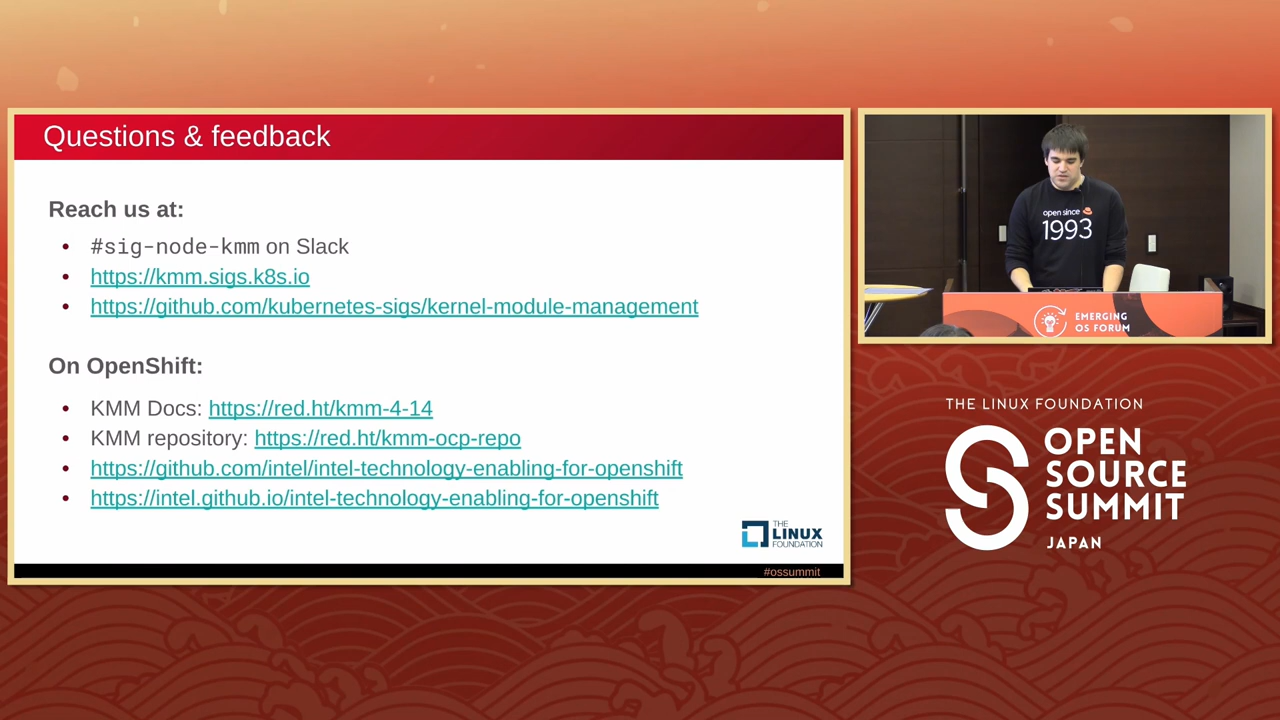 Questions & feedback
Reach us at:
• #sig-node-kmm on Slack
• https://kmm.sigs.k8s.io
• https://github.com/kubernetes-sigs/kernel-module-management
On OpenShift:
• KMM Docs: https://red.ht/kmm-4-14
• KMM repository: https://red.ht/kmm-ocp-repo
• https://github.com/intel/intel-technology-enabling-for-openshift
• https://intel.github.io/intel-technology-enabling-for-openshift
THE
LINUX
FOUNDATION
#ossummit
open since
1993
EMERGING
OS FORUM
THE LINUX FOUNDATION
OPEN
SOURCE
SUMMIT
JAPAN